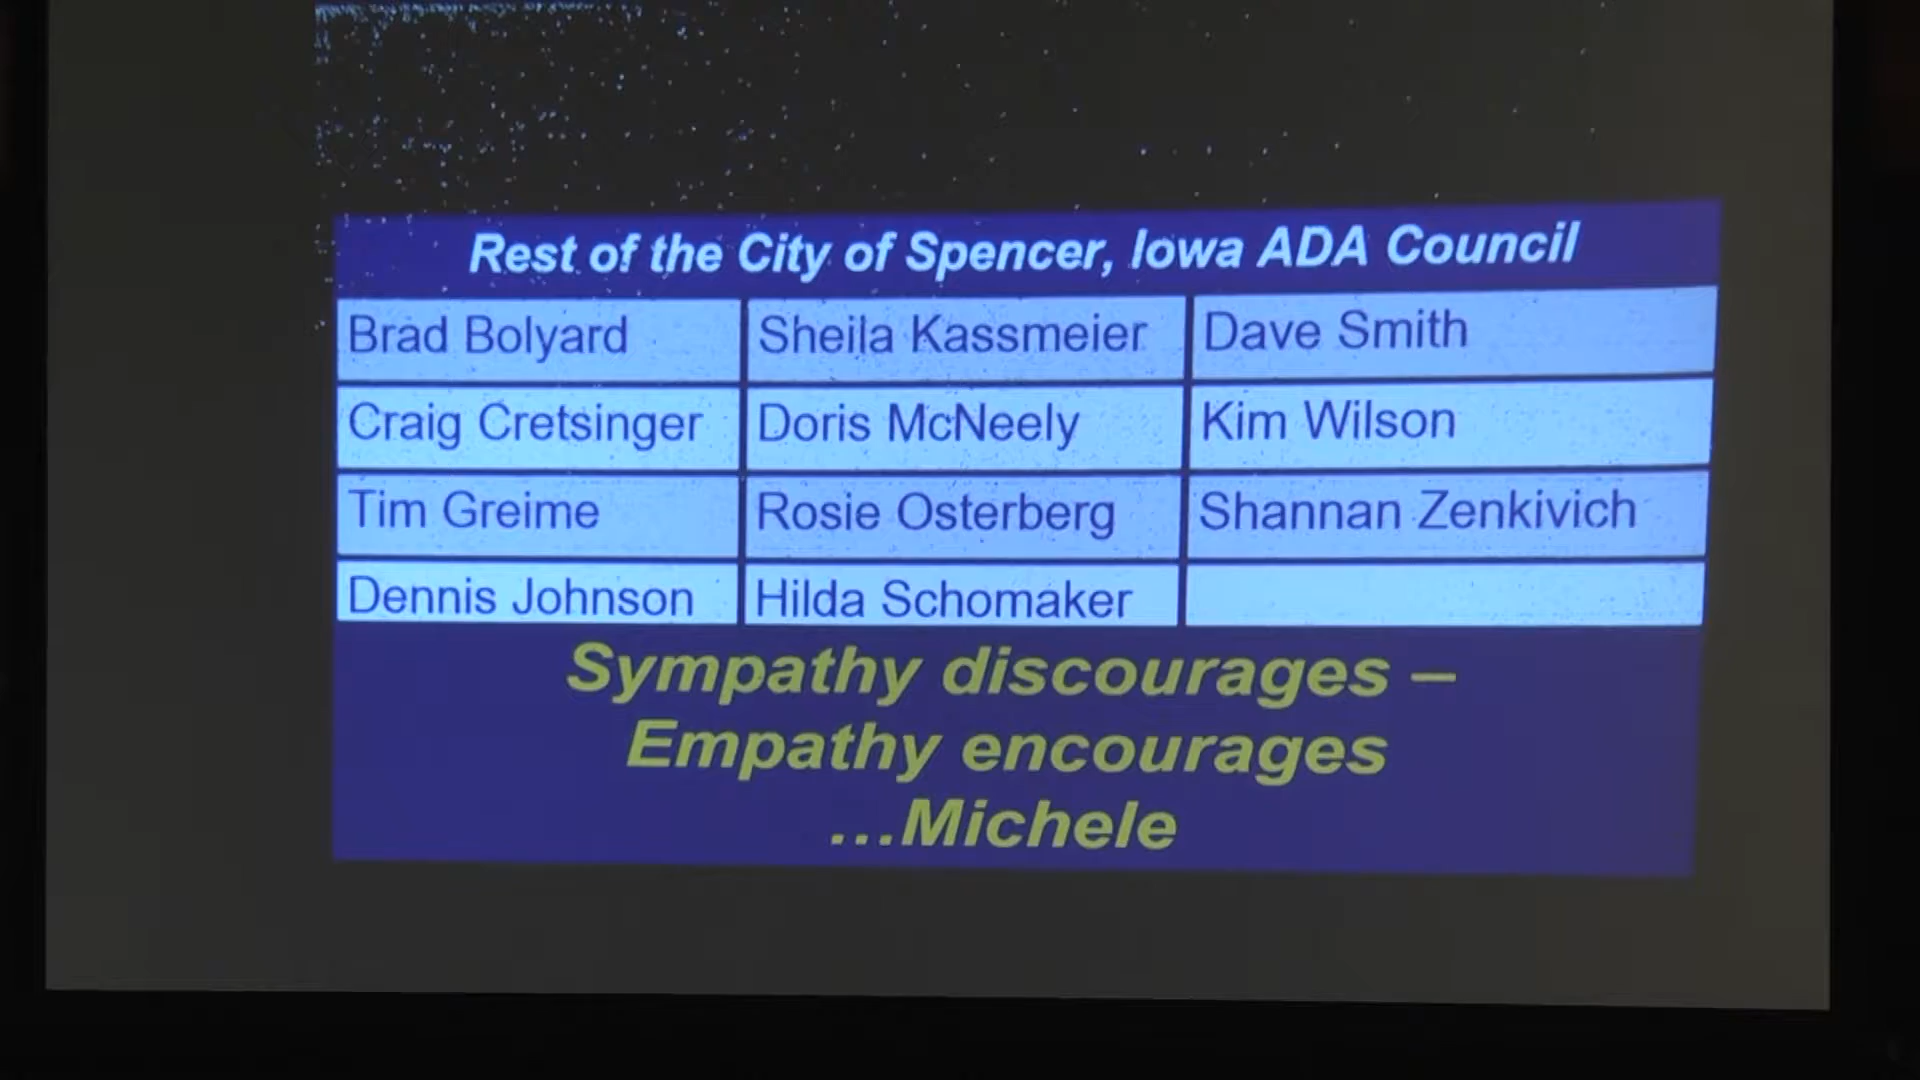 Rest of the City of Spencer, Iowa ADA Council
Brad Bolyard Sheila Kassmeier Dave Smith
Craig Cretsinger Doris McNeely Kim Wilson
Tim Greime Rosie Osterberg Shannan Zenkivich
Dennis Johnson Hilda Schomaker
Sympathy discourages –
Empathy encourages
...Michele